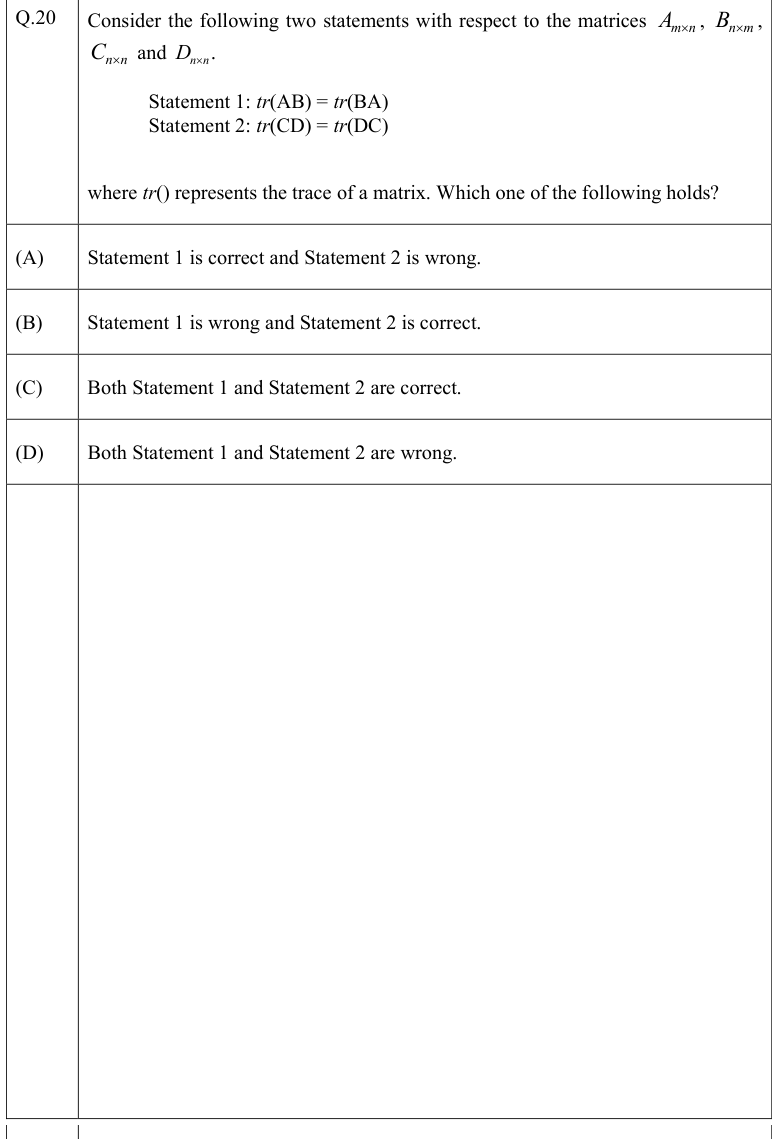 Q.20 Consider the following two statements with respect to the matrices A_{m×n}, B_{n×m},
C_{n×n} and D_{n×n}.
Statement 1: tr(AB) = tr(BA)
Statement 2: tr(CD) = tr(DC)
where tr() represents the trace of a matrix. Which one of the following holds?
(A) Statement 1 is correct and Statement 2 is wrong.
(B) Statement 1 is wrong and Statement 2 is correct.
(C) Both Statement 1 and Statement 2 are correct.
(D) Both Statement 1 and Statement 2 are wrong.